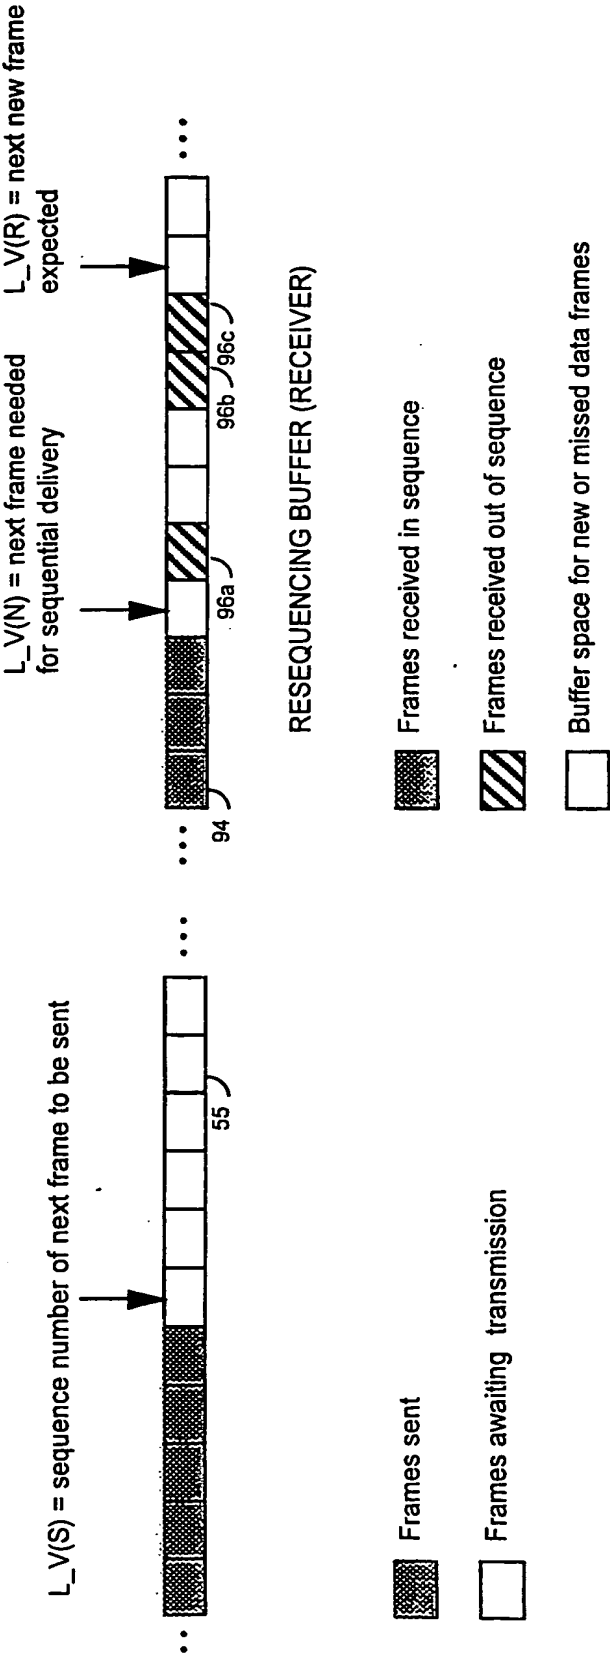 L_V(S) = sequence number of next frame to be sent
55
Frames sent
Frames awaiting transmission
L_V(N) = next frame needed
for sequential delivery
L_V(R) = next new frame
expected
94
96a
96b
96c
RESEQUENCING BUFFER (RECEIVER)
Frames received in sequence
Frames received out of sequence
Buffer space for new or missed data frames